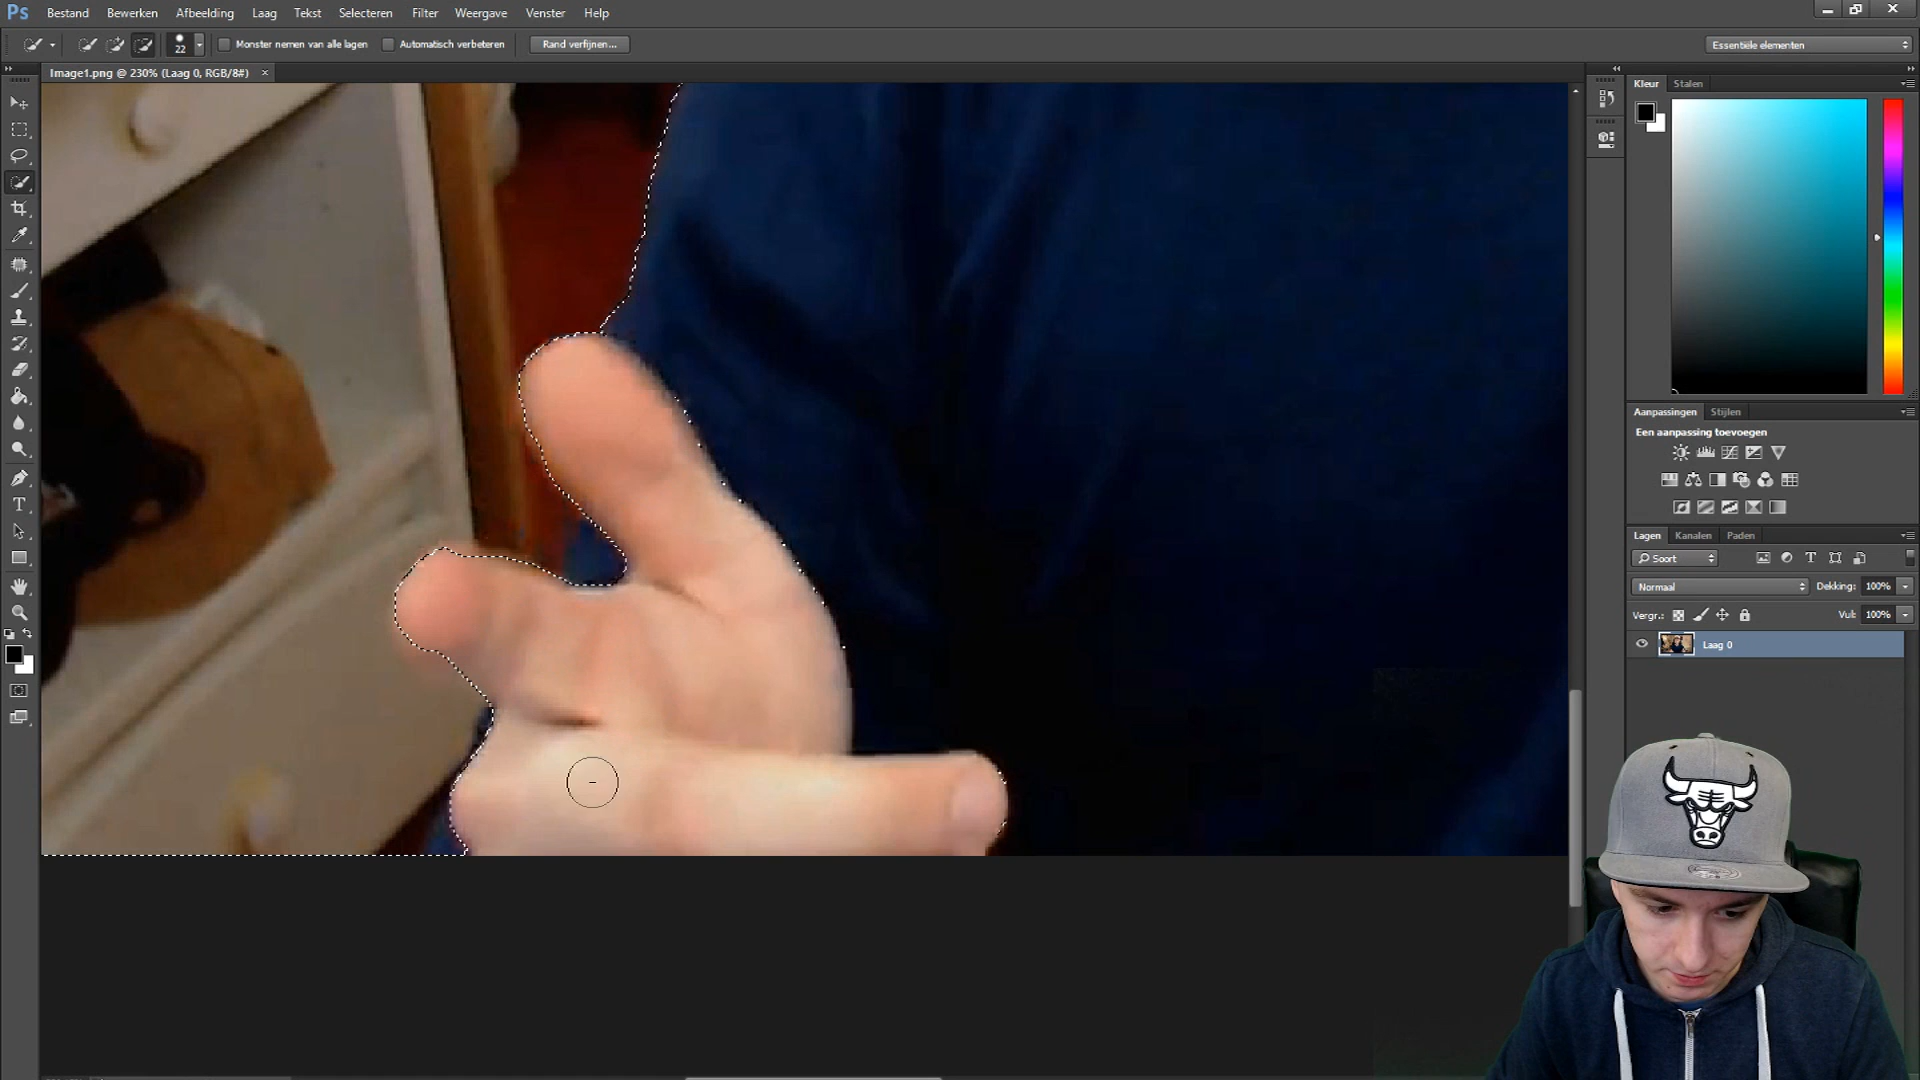 Ps Bestand Bewerken Afbeelding Laag Tekst Selecteren Filter Weergave Venster Help
22 Monster nemen van alle lagen Automatisch verbeteren Rand verfijnen... Essentiële elementen
Image1.png @ 230% (Laag 0, RGB/8#) ×
Kleur Stalen
Aanpassingen Stijlen
Een aanpassing toevoegen
Lagen Kanalen Paden
Soort
Normaal Dekking: 100%
Vergr.: Vul: 100%
Laag 0